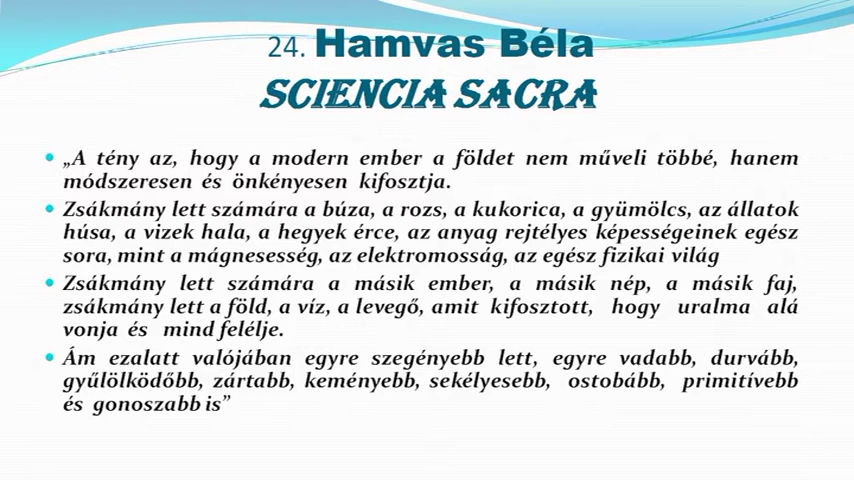 24. Hamvas Béla
SCIENCIA SACRA
• „A tény az, hogy a modern ember a földet nem műveli többé, hanem
módszeresen és önkényesen kifosztja.
• Zsákmány lett számára a búza, a rozs, a kukorica, a gyümölcs, az állatok
húsa, a vizek hala, a hegyek érce, az anyag rejtélyes képességeinek egész
sora, mint a mágnesesség, az elektromosság, az egész fizikai világ
• Zsákmány lett számára a másik ember, a másik nép, a másik faj,
zsákmány lett a föld, a víz, a levegő, amit kifosztott, hogy uralma alá
vonja és mind felélje.
• Ám ezalatt valójában egyre szegényebb lett, egyre vadabb, durvább,
gyűlölködőbb, zártabb, keményebb, sekélyesebb, ostobább, primitívebb
és gonoszabb is”